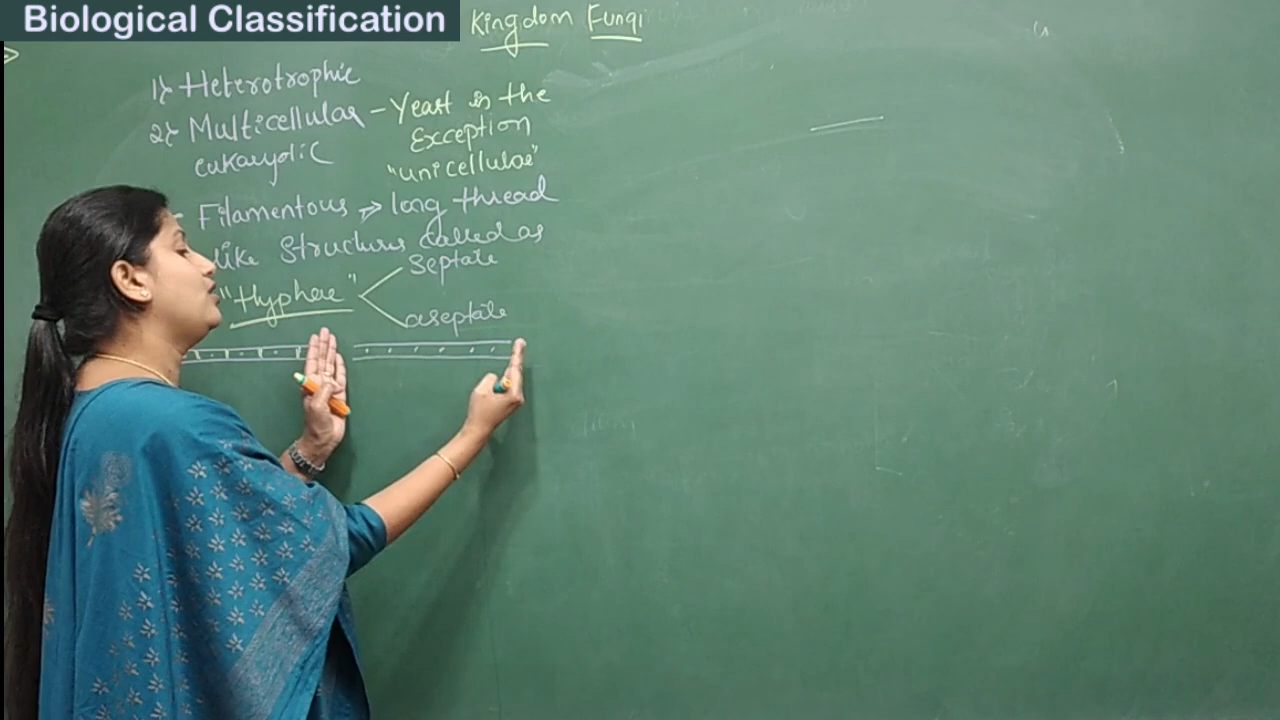 Biological Classification
Kingdom Fungi
1) Heterotrophic
2) Multicellular - Yeast is the
eukaryotic Exception
"unicellular"
- Filamentous ⇒ long thread
like Structures called as
"Hyphae" Septate
aseptate